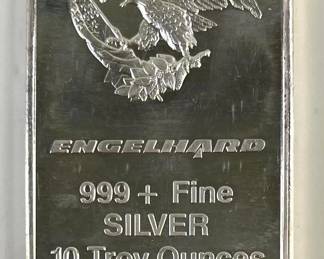 ENGELHARD
999+ Fine
SILVER
10 Troy Ounces